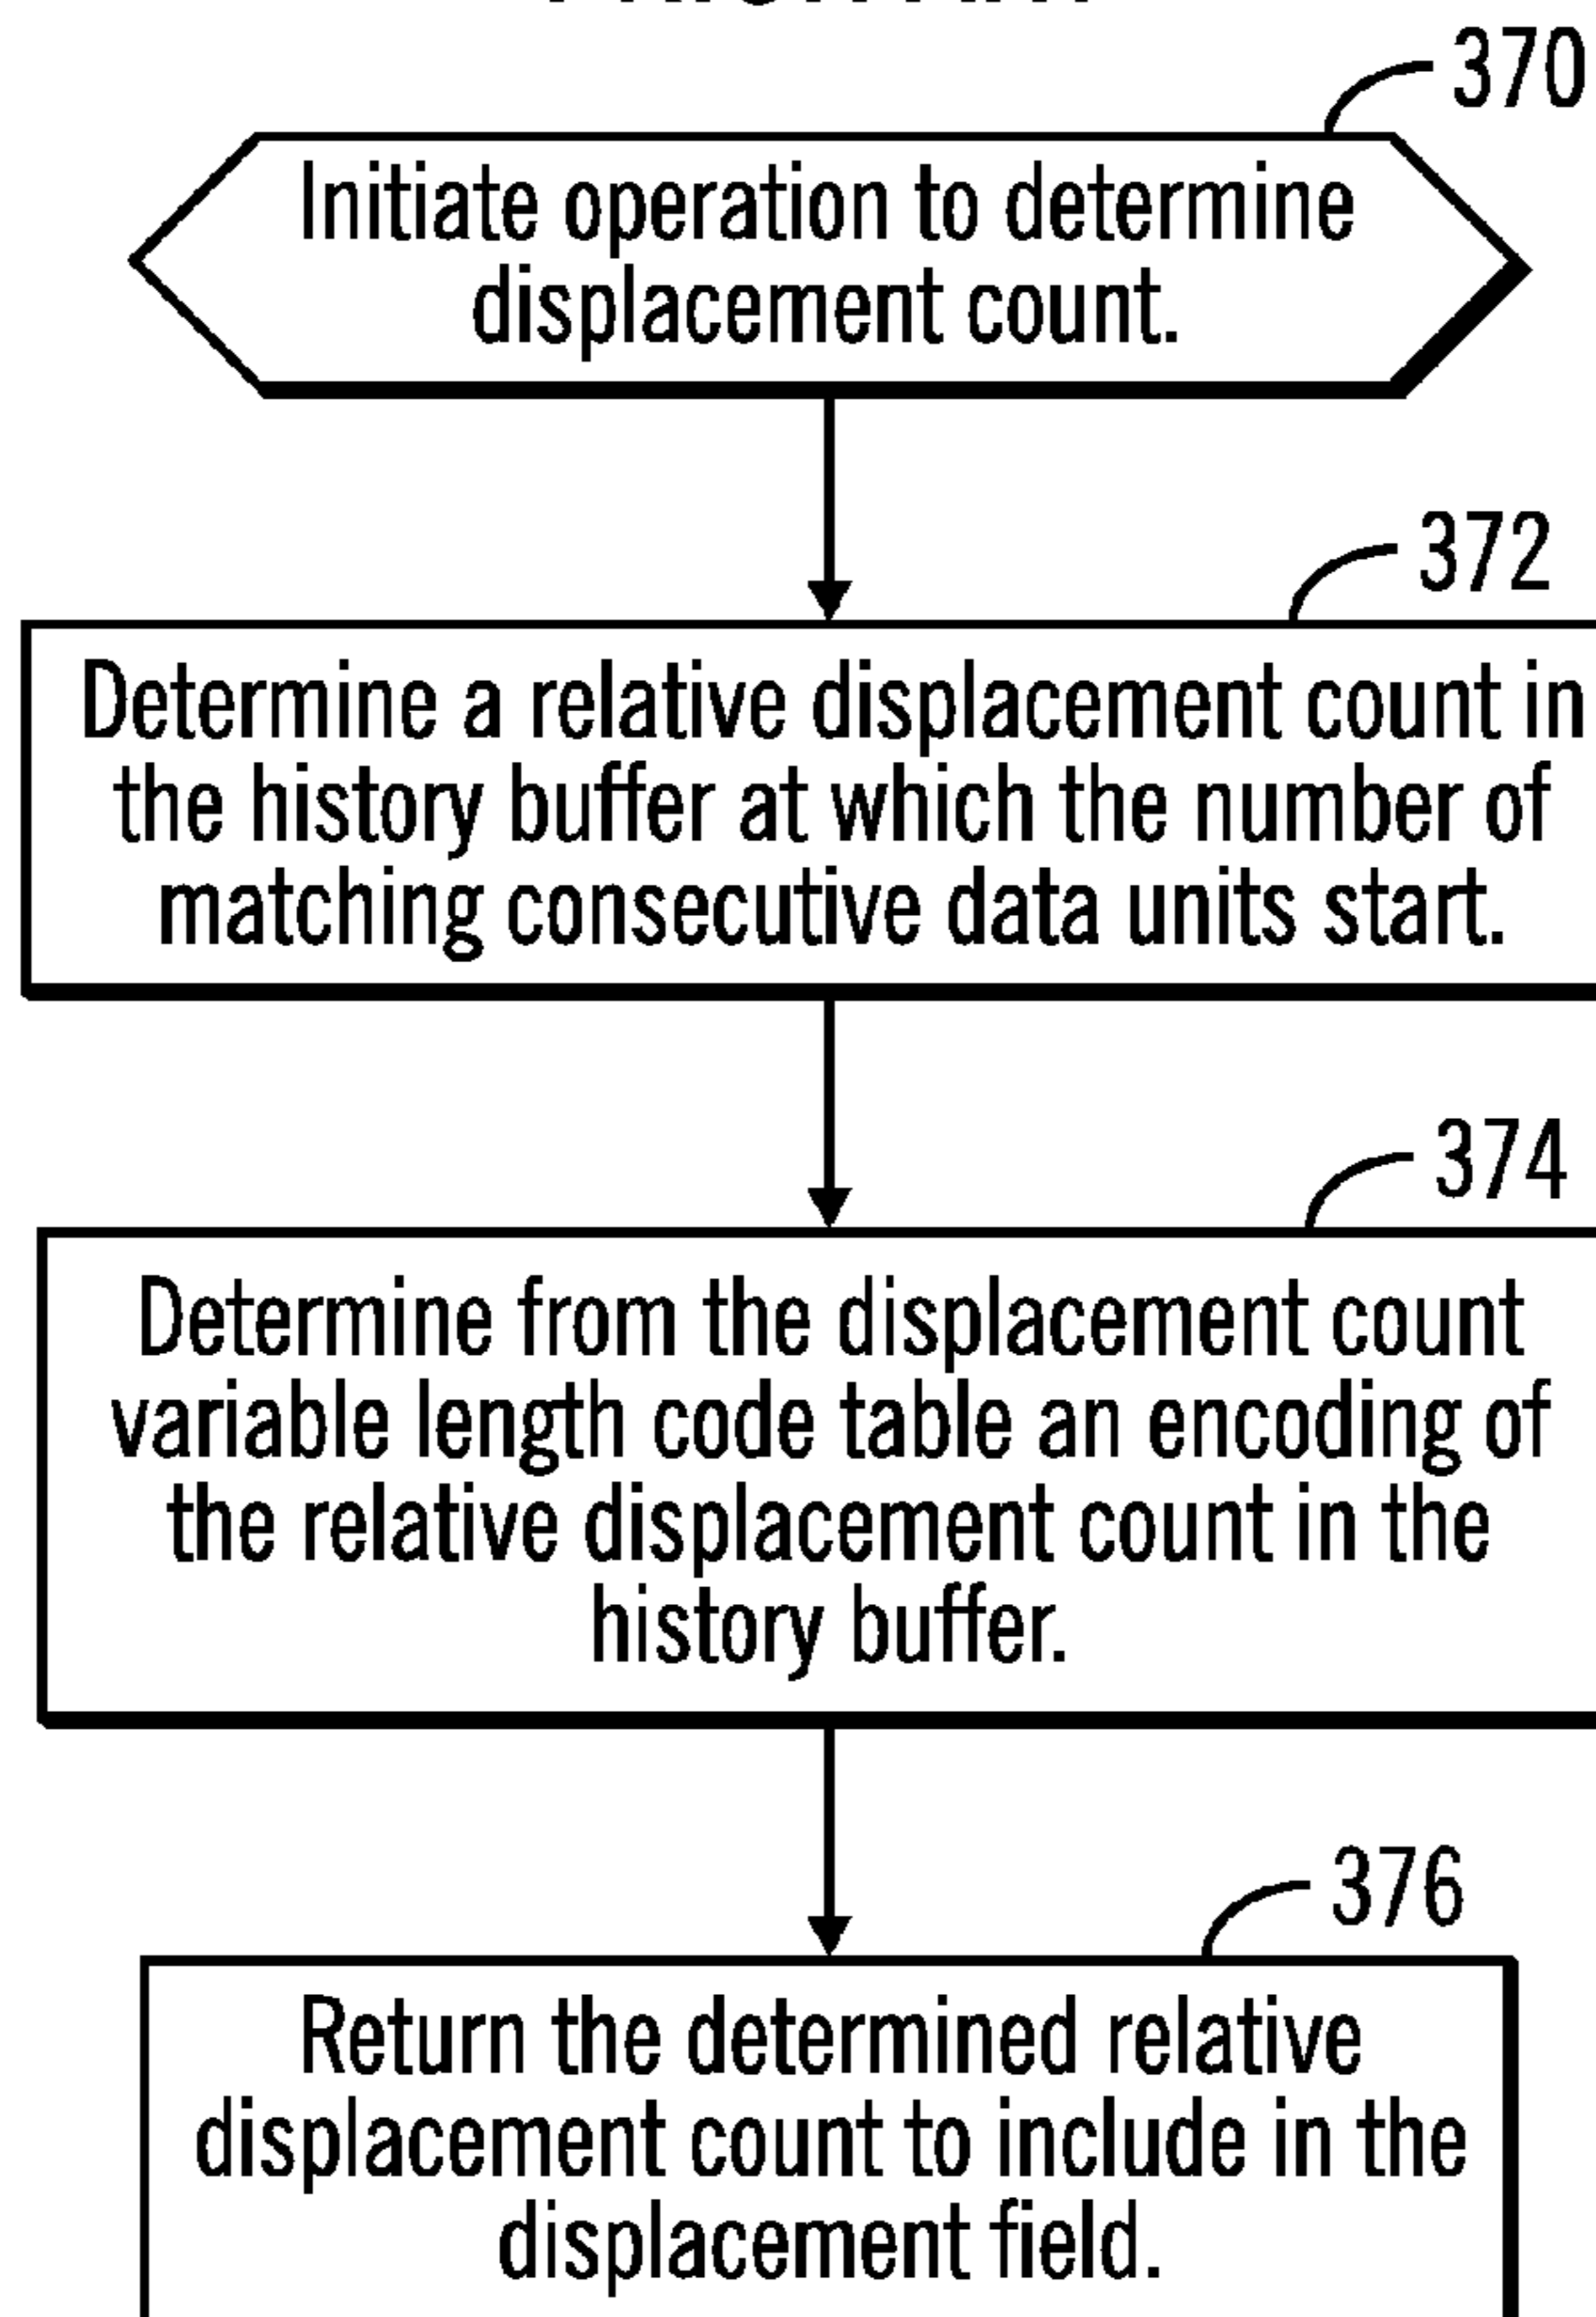 370
Initiate operation to determine
displacement count.
372
Determine a relative displacement count in
the history buffer at which the number of
matching consecutive data units start.
374
Determine from the displacement count
variable length code table an encoding of
the relative displacement count in the
history buffer.
376
Return the determined relative
displacement count to include in the
displacement field.